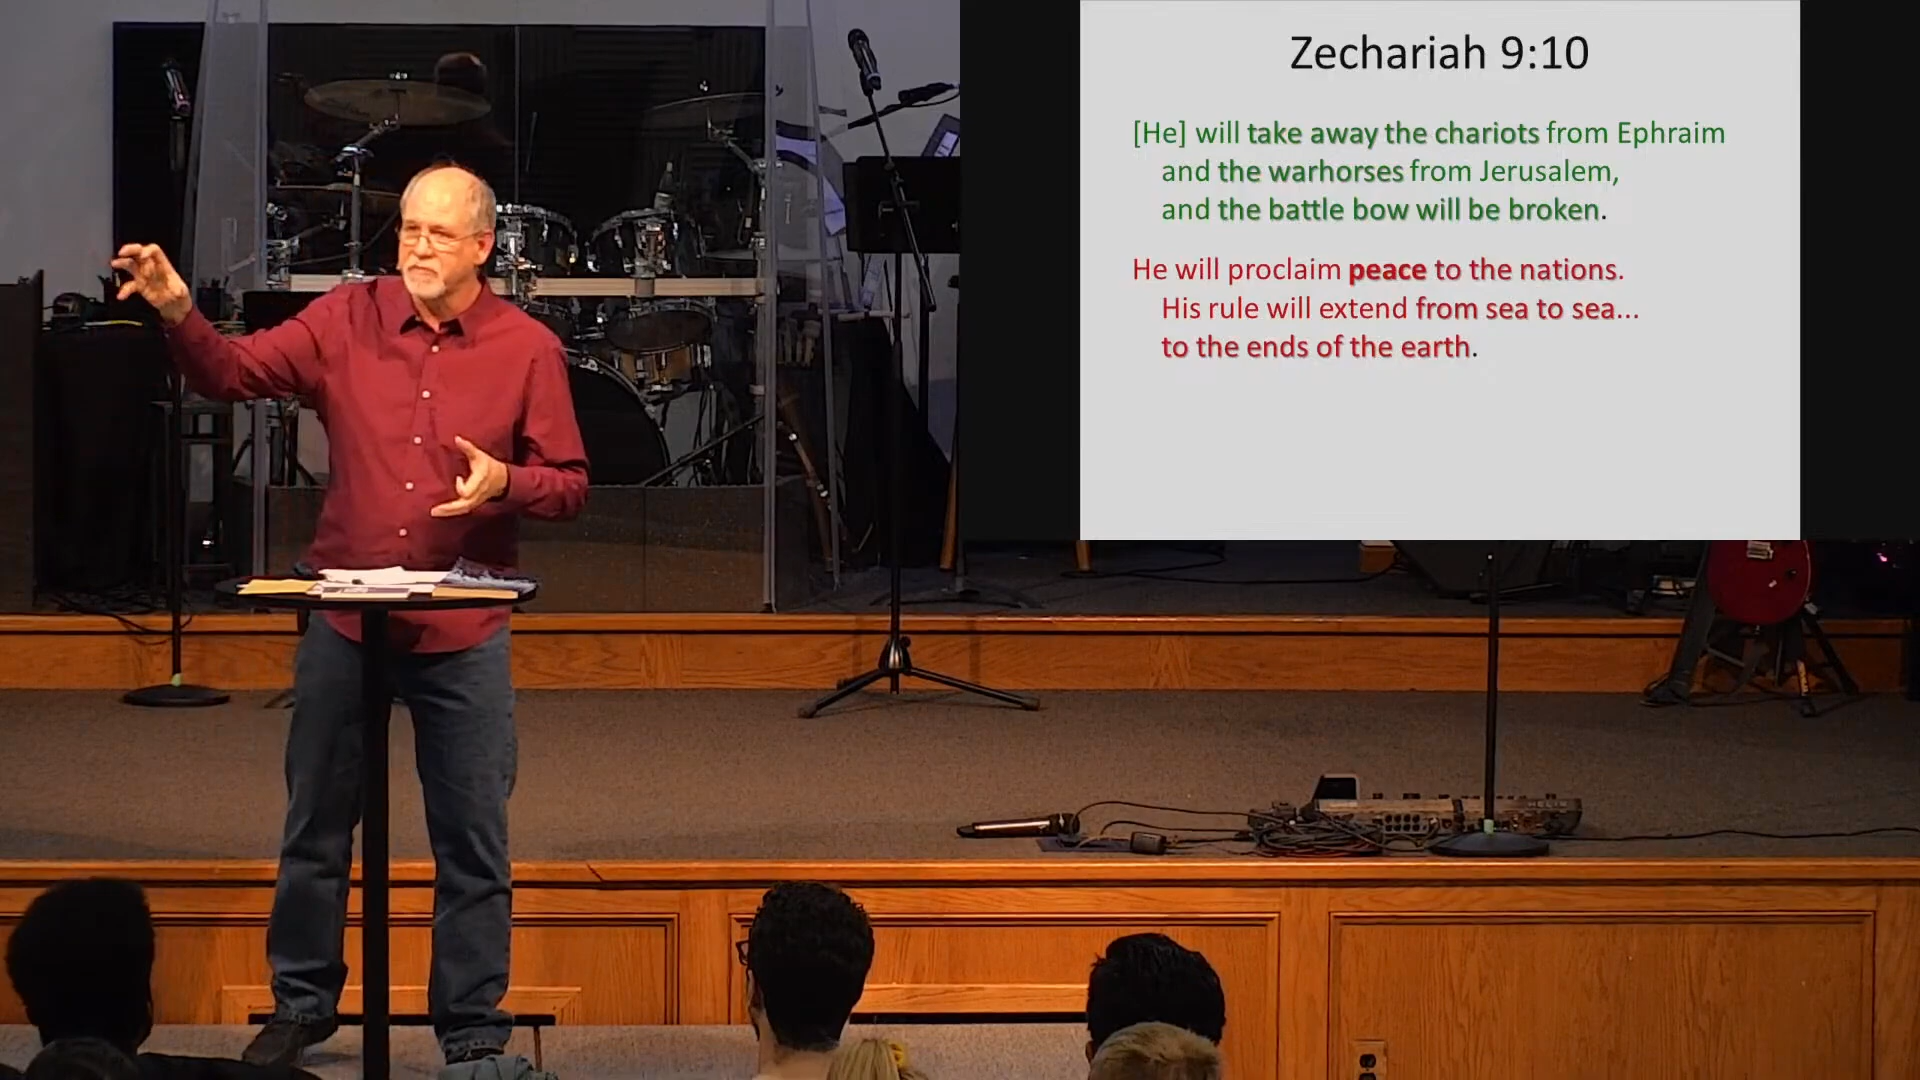 Zechariah 9:10
[He] will take away the chariots from Ephraim
and the warhorses from Jerusalem,
and the battle bow will be broken.
He will proclaim peace to the nations.
His rule will extend from sea to sea...
to the ends of the earth.